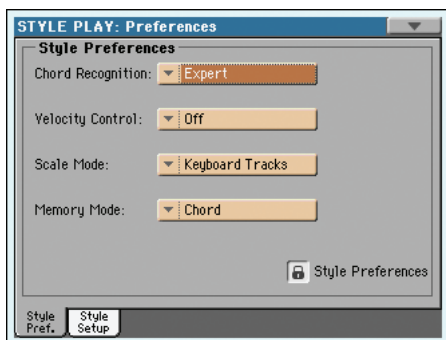 STYLE PLAY: Preferences
Style Preferences
Chord Recognition: Expert
Velocity Control: Off
Scale Mode: Keyboard Tracks
Memory Mode: Chord
Style Preferences
Style Pref.
Style Setup